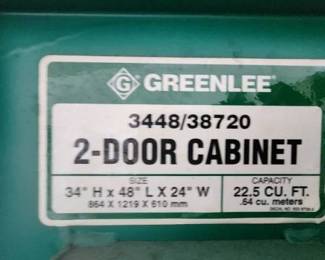 GREENLEE
3448/38720
2-DOOR CABINET
SIZE
34" H x 48" L X 24" W
864 X 1219 X 610 mm
CAPACITY
22.5 CU. FT.
.64 cu. meters